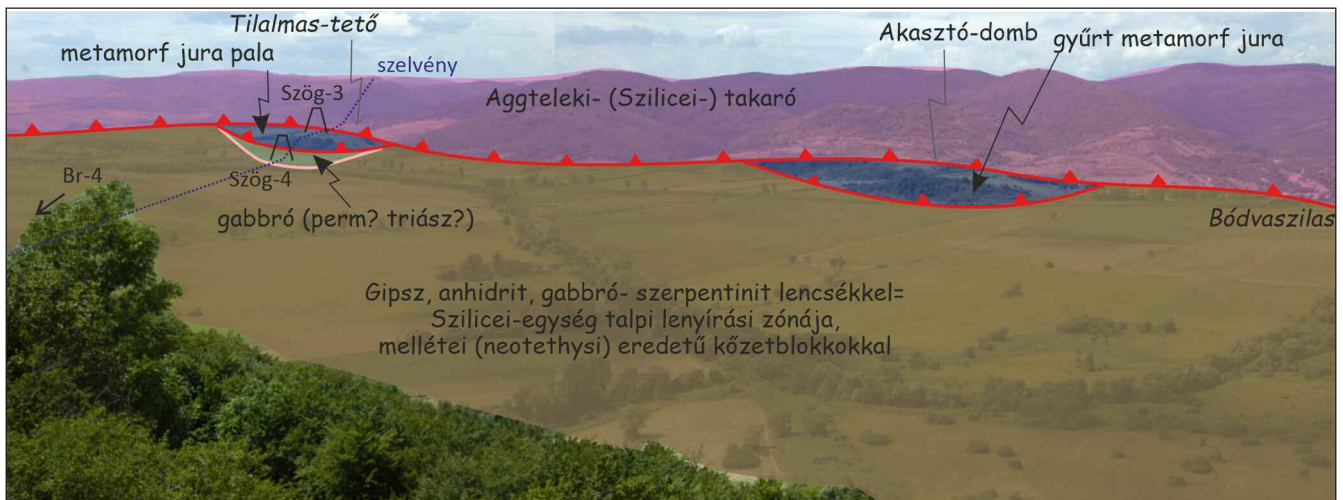 Tilalmas-tető
metamorf jura pala
szelvény
Szög-3
Aggteleki- (Szilicei-) takaró
Akasztó-domb
gyűrt metamorf jura
Br-4
Szög-4
gabbró (perm? triász?)
Bódvaszilas
Gipsz, anhidrit, gabbró- szerpentinit lencsékkel=
Szilicei-egység talpi lenyírási zónája,
mellétei (neotethysi) eredetű kőzetblokkokkal